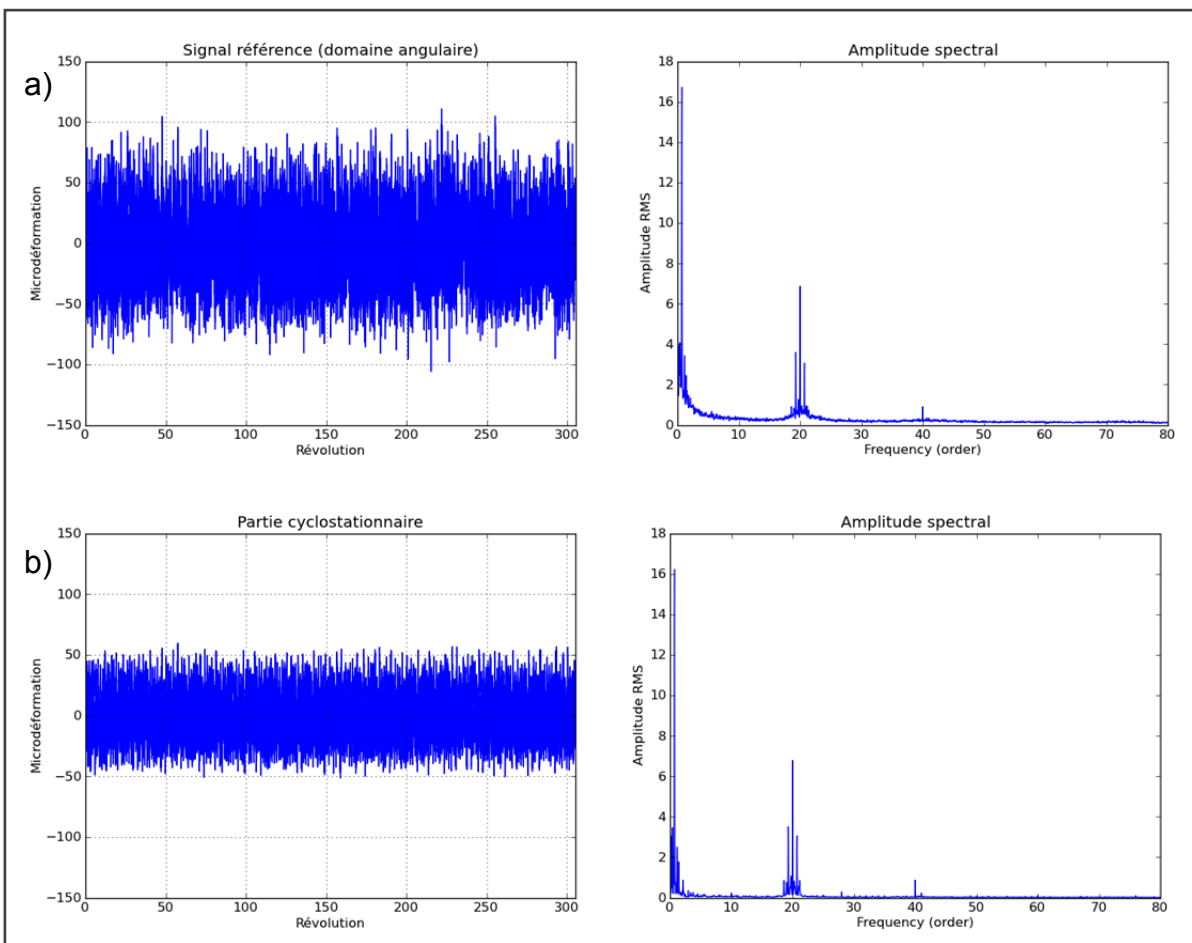 a)
Signal référence (domaine angulaire)
150
100
50
0
−50
−100
−150
Microdéformation
0 50 100 150 200 250 300
Révolution
Amplitude spectral
18
16
14
12
10
8
6
4
2
0
Amplitude RMS
0 10 20 30 40 50 60 70 80
Frequency (order)
b)
Partie cyclostationnaire
150
100
50
0
−50
−100
−150
Microdéformation
0 50 100 150 200 250 300
Révolution
Amplitude spectral
18
16
14
12
10
8
6
4
2
0
Amplitude RMS
0 10 20 30 40 50 60 70 80
Frequency (order)